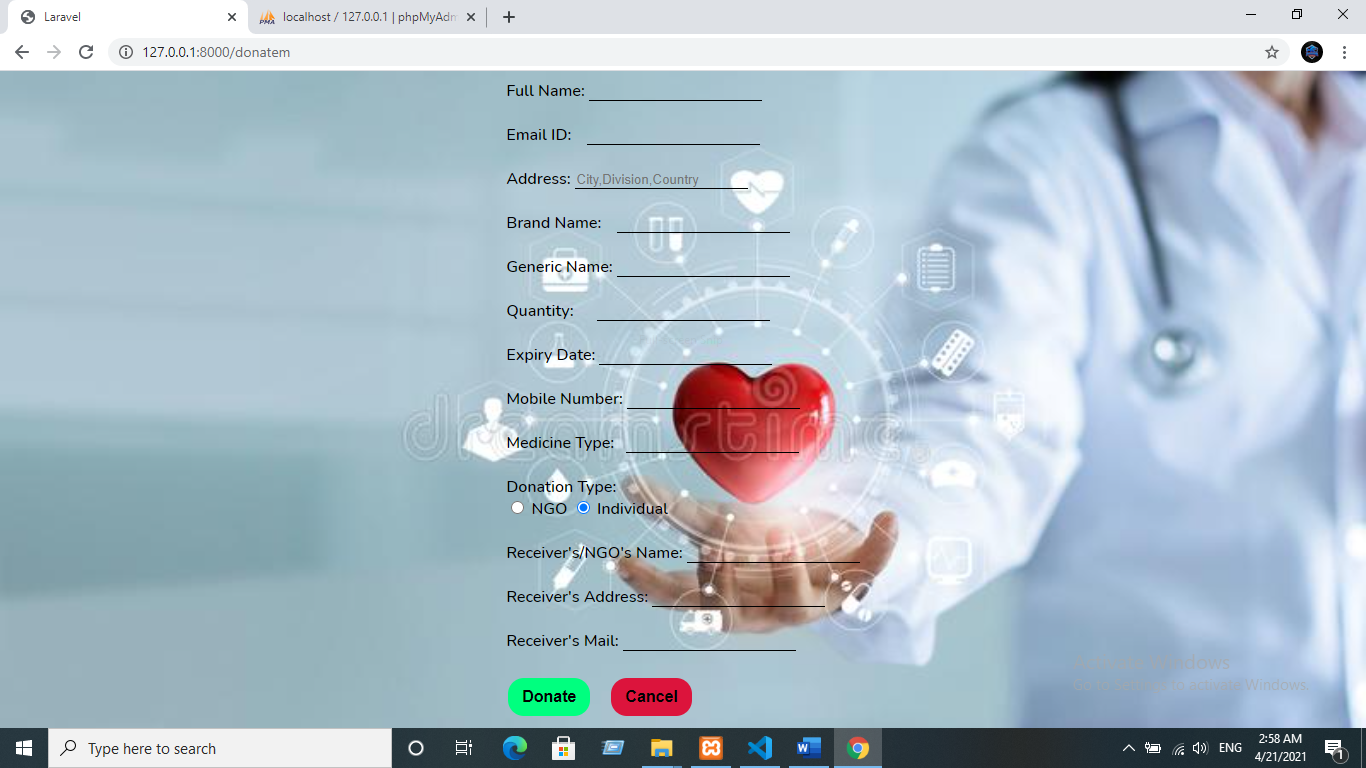 Laravel
localhost / 127.0.0.1 | phpMyAdm
127.0.0.1:8000/donatem
Full Name:
Email ID:
Address: City,Division,Country
Brand Name:
Generic Name:
Quantity:
Expiry Date:
Mobile Number:
dreamstime.
Medicine Type:
Donation Type:
NGO Individual
Receiver's/NGO's Name:
Receiver's Address:
Receiver's Mail:
Activate Windows
Go to Settings to activate Windows.
Donate Cancel
Type here to search
ENG
2:58 AM
4/21/2021
1